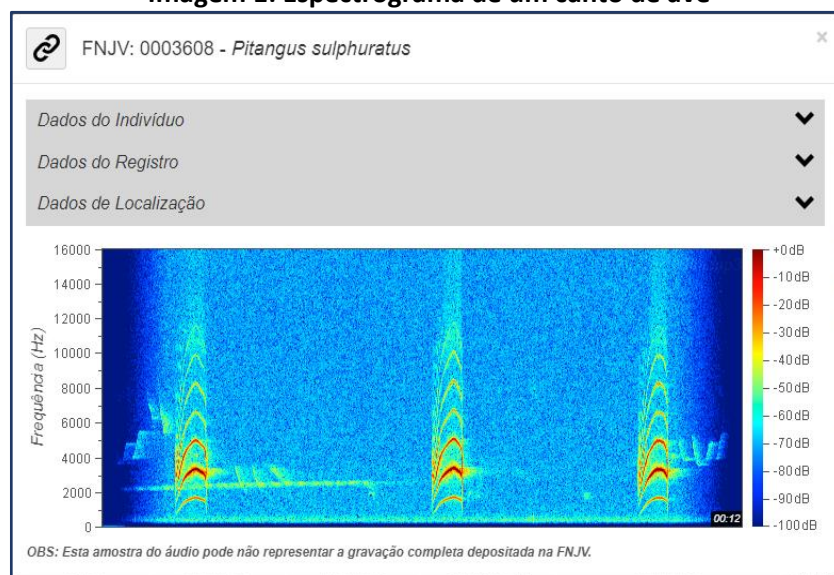 Imagem 1: Espectrograma de um canto de ave
FNJV: 0003608 - Pitangus sulphuratus
×
Dados do Indivíduo
Dados do Registro
Dados de Localização
Frequência (Hz)
16000
14000
12000
10000
8000
6000
4000
2000
0
+0dB
-10dB
-20dB
-30dB
-40dB
-50dB
-60dB
-70dB
-80dB
-90dB
-100dB
00:12
OBS: Esta amostra do áudio pode não representar a gravação completa depositada na FNJV.